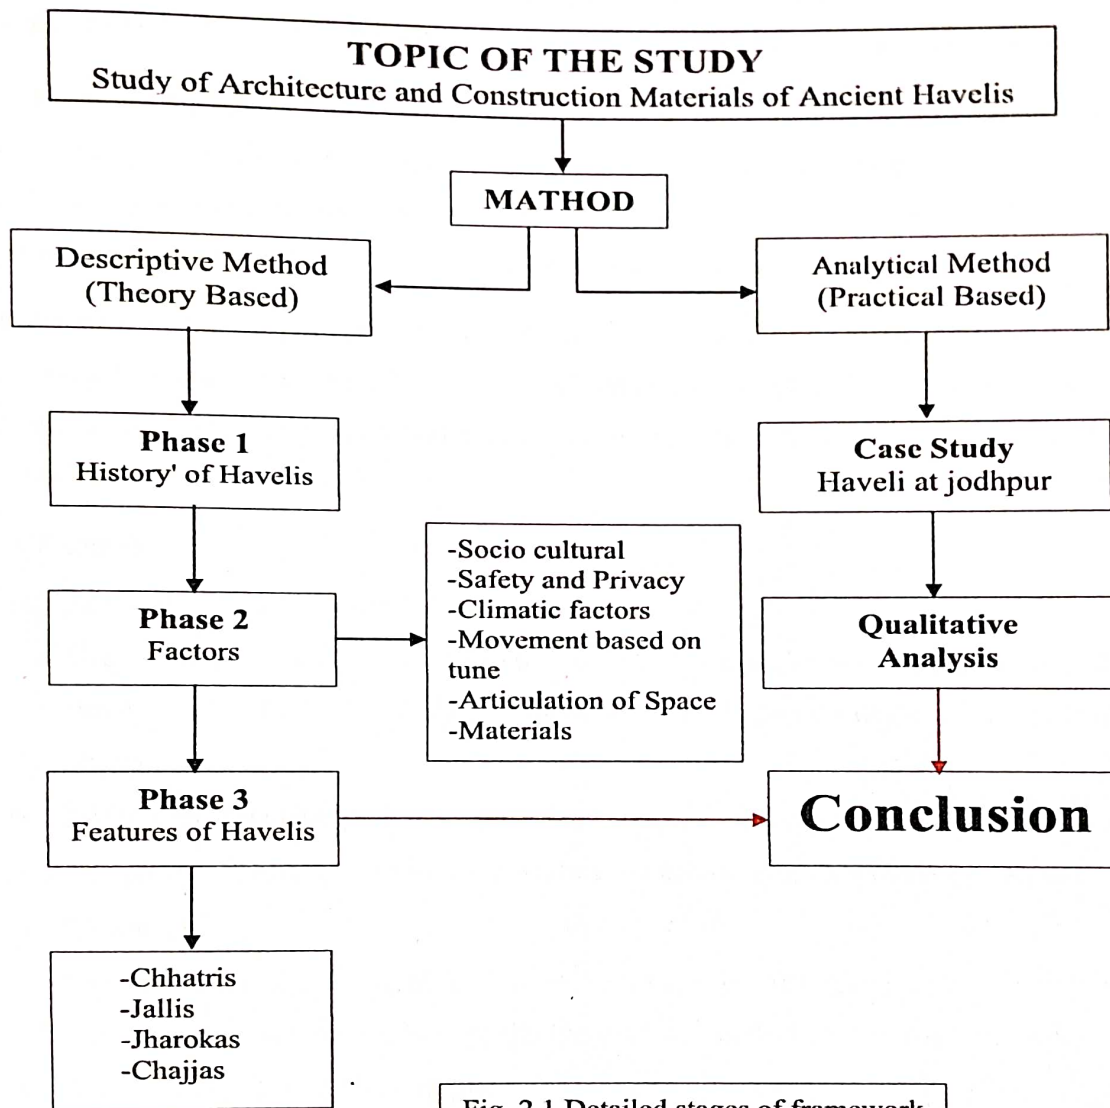 TOPIC OF THE STUDY
Study of Architecture and Construction Materials of Ancient Havelis
MATHOD
Descriptive Method
(Theory Based)
Analytical Method
(Practical Based)
Phase 1
History' of Havelis
Case Study
Haveli at jodhpur
-Socio cultural
-Safety and Privacy
-Climatic factors
-Movement based on
tune
-Articulation of Space
-Materials
Phase 2
Factors
Qualitative
Analysis
Phase 3
Features of Havelis
Conclusion
-Chhatris
-Jallis
-Jharokas
-Chajjas
Fig. 2.1 Detailed stages of framework